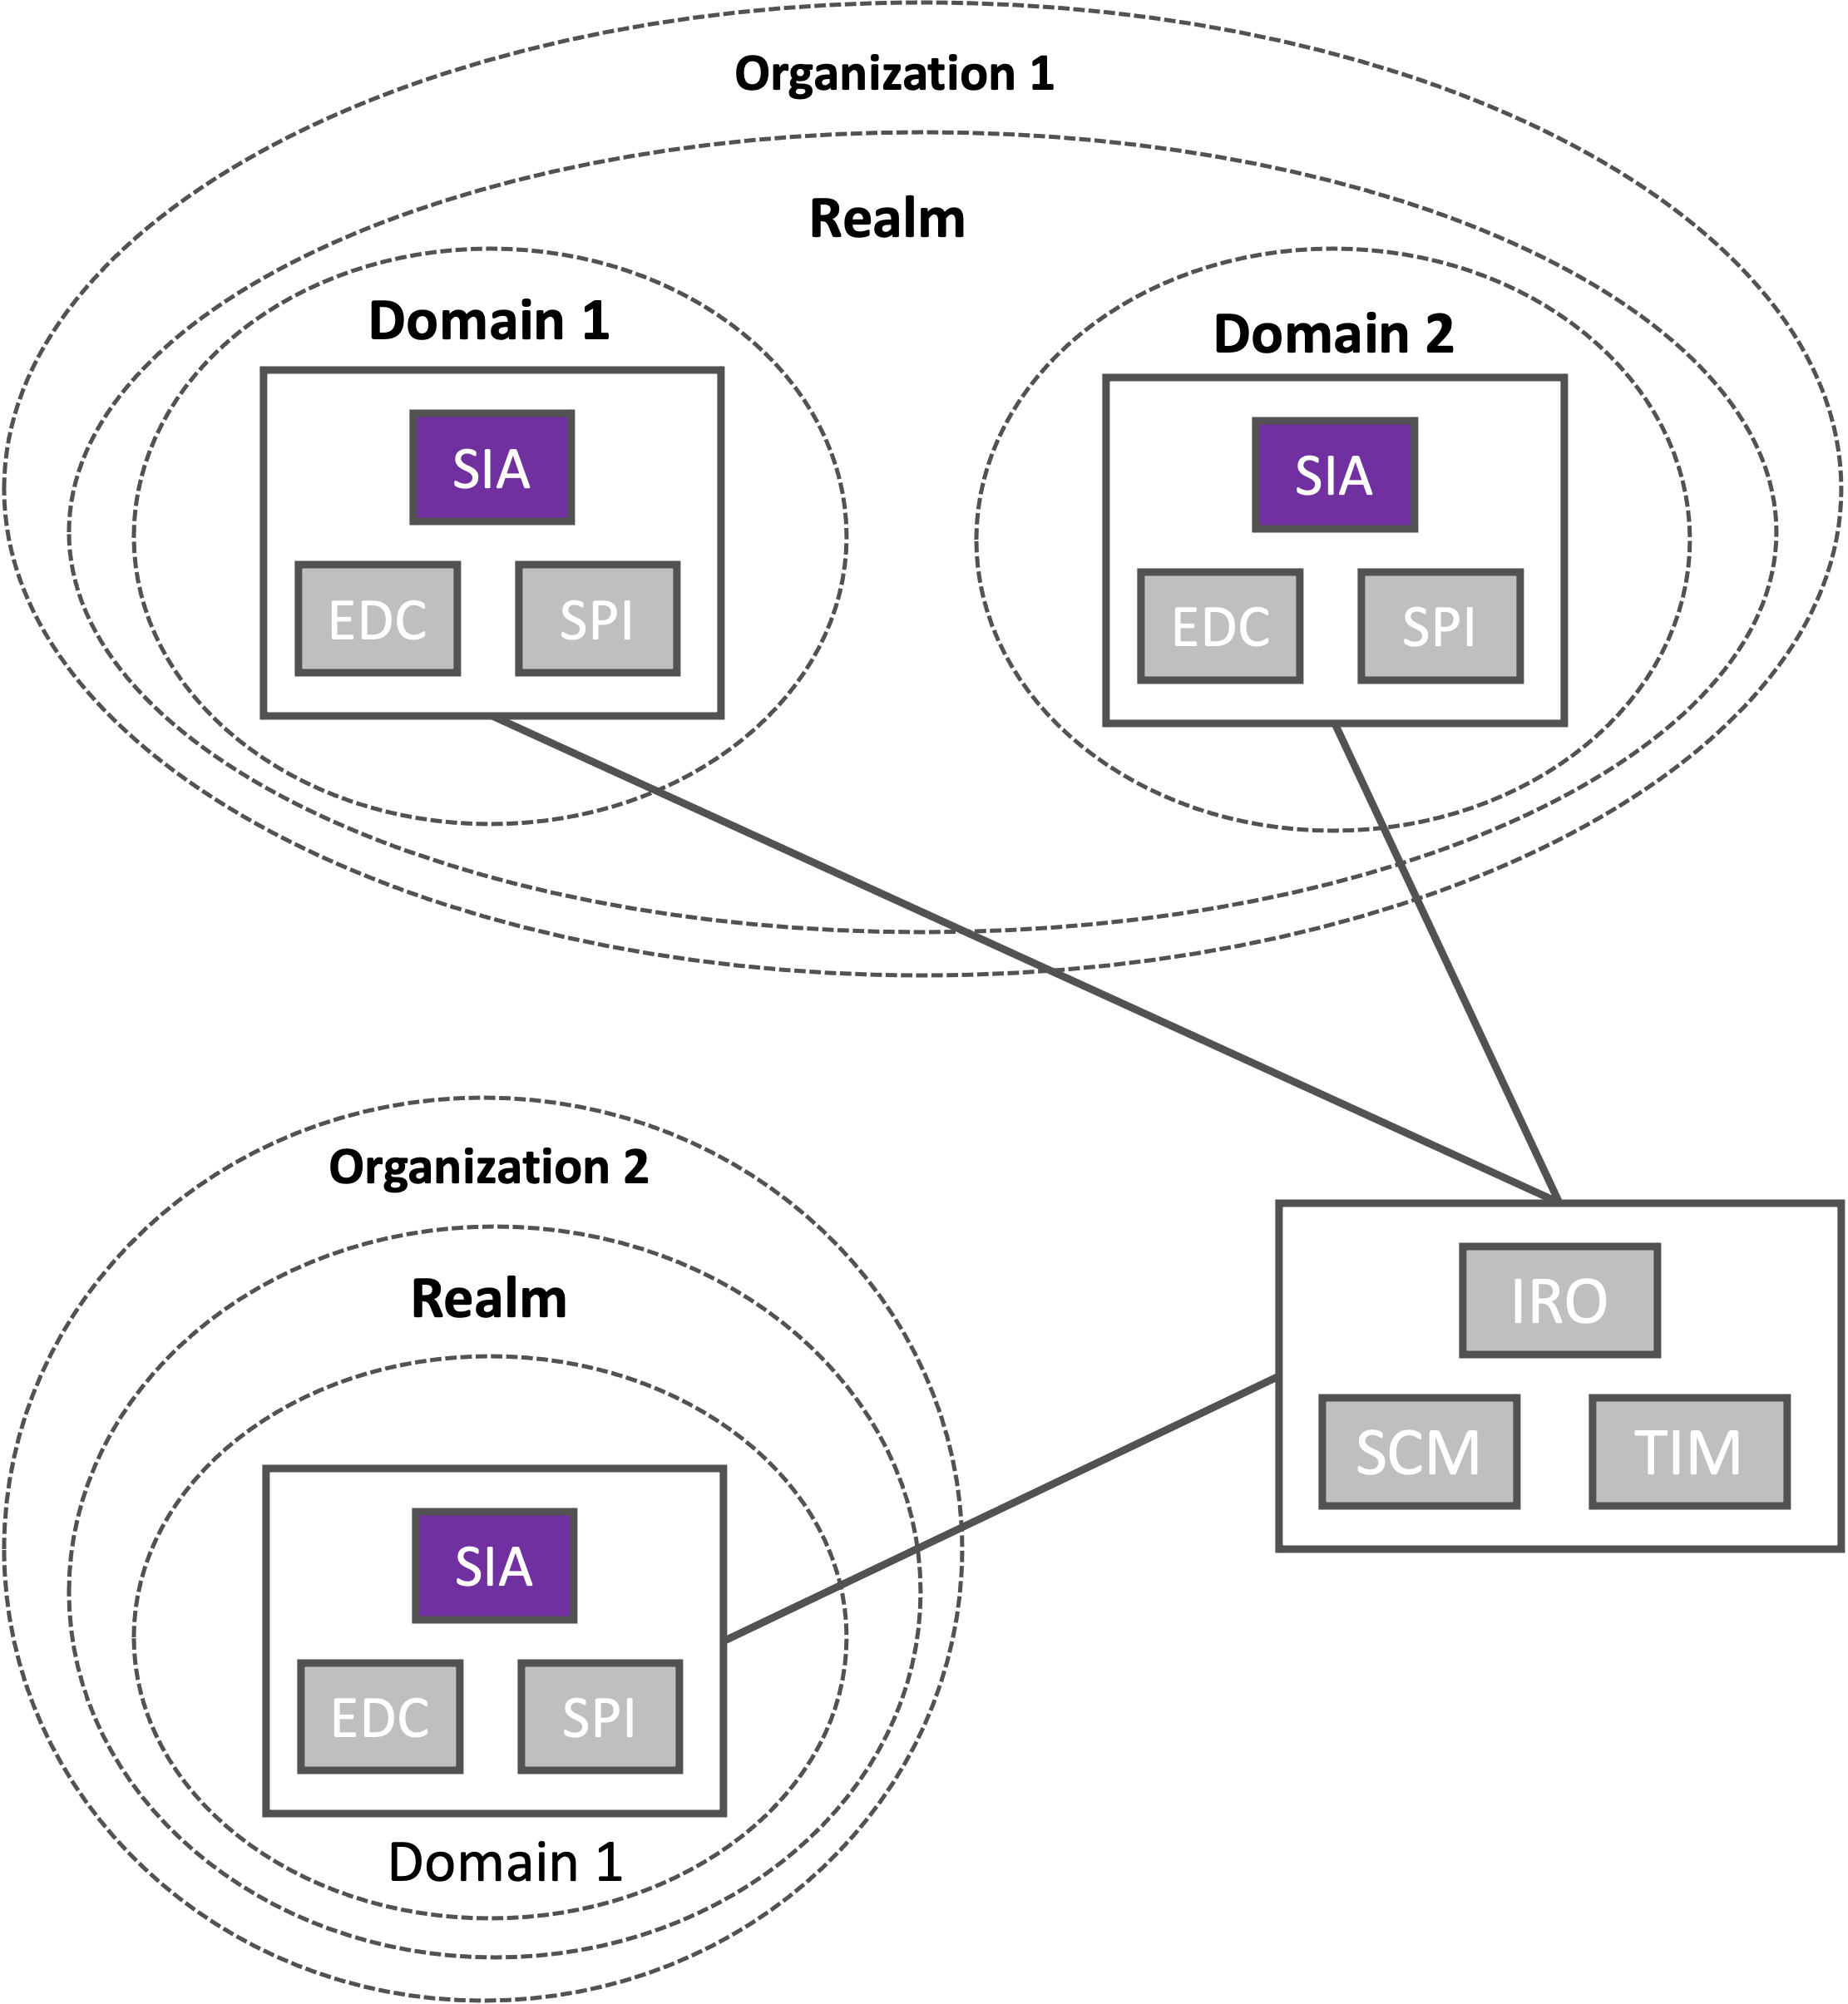 Organization 1
Realm
Domain 1
Domain 2
SIA
SIA
EDC
SPI
EDC
SPI
Organization 2
Realm
IRO
SCM
TIM
SIA
EDC
SPI
Domain 1